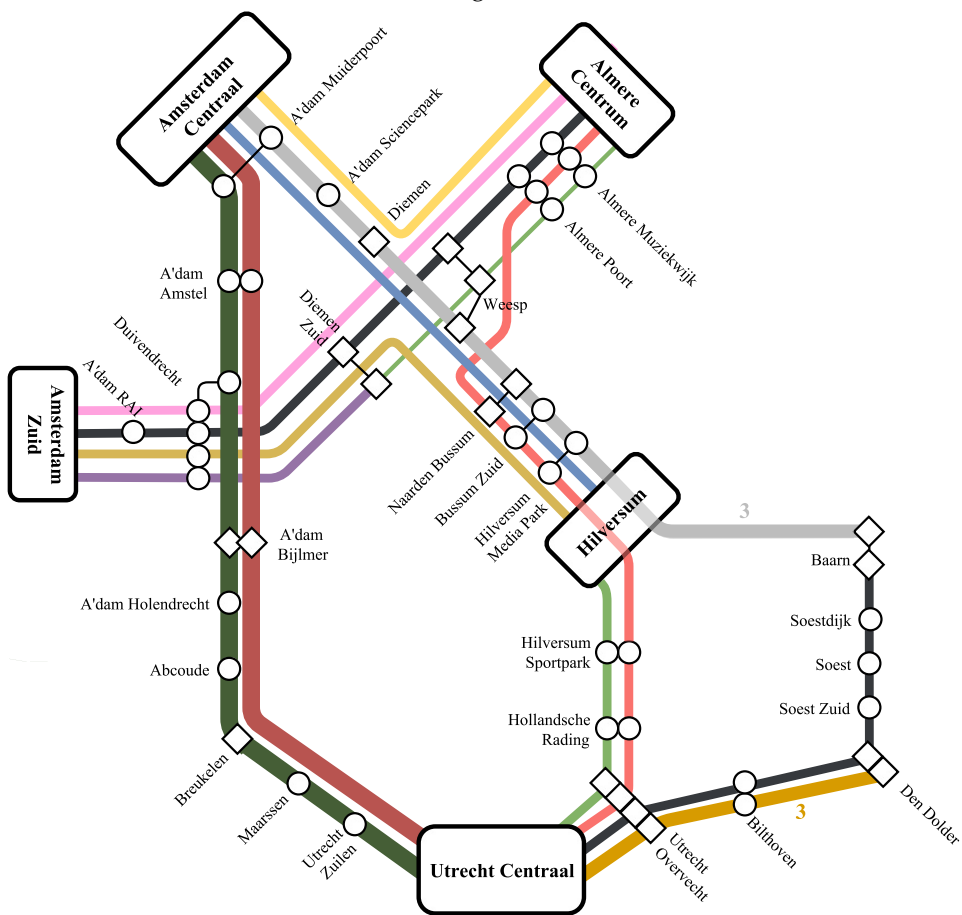 Amsterdam
Centraal
A'dam Muiderpoort
A'dam Sciencepark
Diemen
Almere
Centrum
Almere Muziekwijk
Almere Poort
A'dam
Amstel
Diemen
Zuid
Weesp
Duivendrecht
A'dam RAI
Amsterdam
Zuid
Naarden Bussum
Bussum Zuid
Hilversum
Media Park
Hilversum
3
A'dam
Bijlmer
Baarn
A'dam Holendrecht
Soestdijk
Hilversum
Sportpark
Abcoude
Soest
Soest Zuid
Hollandsche
Rading
Breukelen
Maarssen
Utrecht
Zuilen
Utrecht Centraal
Utrecht
Overvecht
Bilthoven
3
Den Dolder